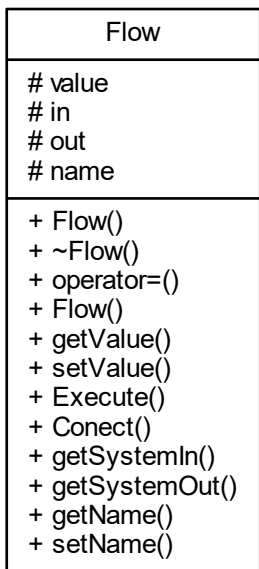 Flow
# value
# in
# out
# name
+ Flow()
+ ~Flow()
+ operator=()
+ Flow()
+ getValue()
+ setValue()
+ Execute()
+ Conect()
+ getSystemIn()
+ getSystemOut()
+ getName()
+ setName()